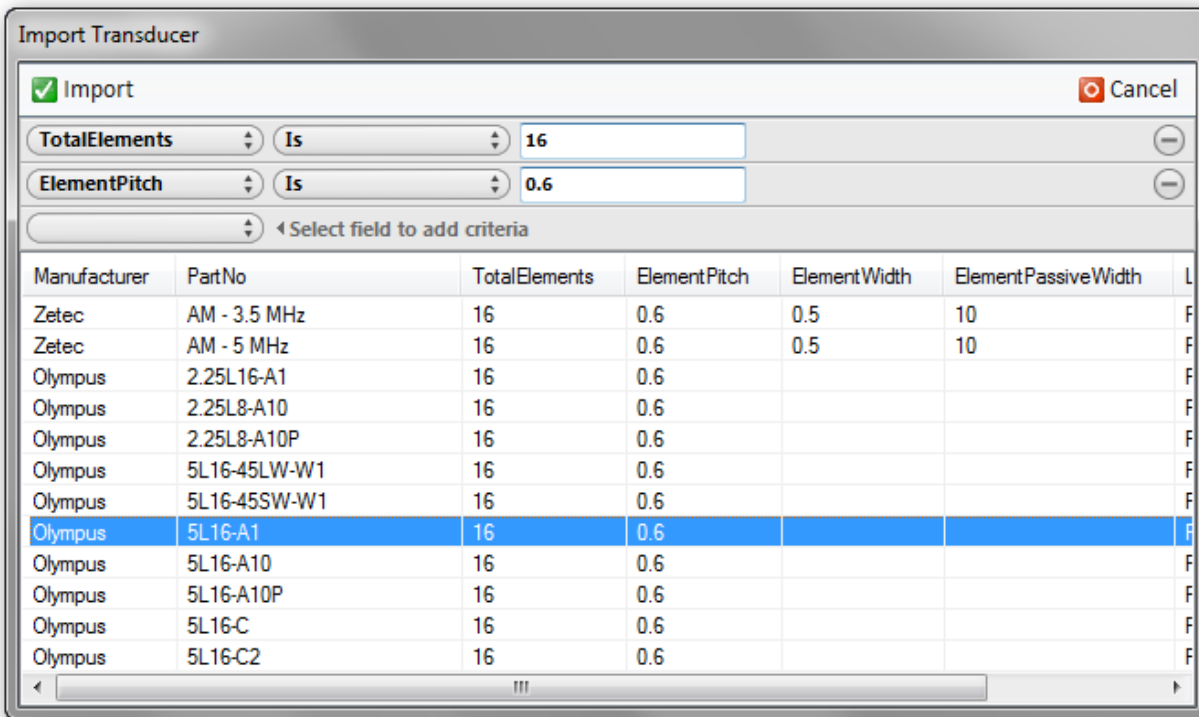 Import Transducer
Import Cancel
TotalElements Is 16
ElementPitch Is 0.6
Select field to add criteria
Manufacturer PartNo TotalElements ElementPitch ElementWidth ElementPassiveWidth L
Zetec AM - 3.5 MHz 16 0.6 0.5 10 F
Zetec AM - 5 MHz 16 0.6 0.5 10 F
Olympus 2.25L16-A1 16 0.6 F
Olympus 2.25L8-A10 16 0.6 F
Olympus 2.25L8-A10P 16 0.6 F
Olympus 5L16-45LW-W1 16 0.6 F
Olympus 5L16-45SW-W1 16 0.6 F
Olympus 5L16-A1 16 0.6 F
Olympus 5L16-A10 16 0.6 F
Olympus 5L16-A10P 16 0.6 F
Olympus 5L16-C 16 0.6 F
Olympus 5L16-C2 16 0.6 F